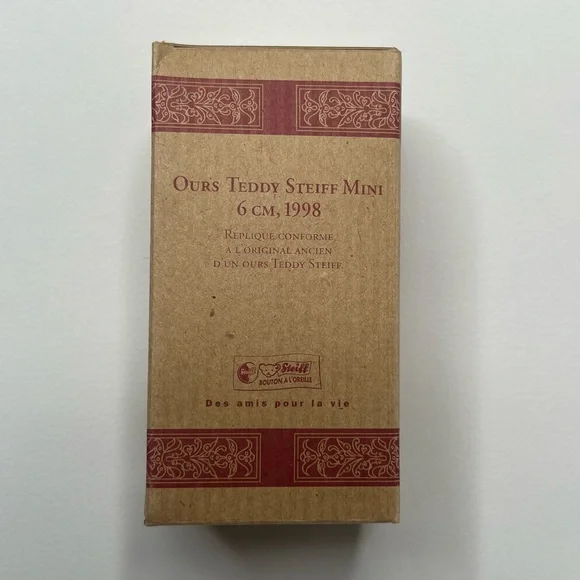 OURS TEDDY STEIFF MINI
6 CM, 1998
REPLIQUE CONFORME
A L'ORIGINAL ANCIEN
D'UN OURS TEDDY STEIFF
Steiff
BOUTON A L'OREILLE
Des amis pour la vie